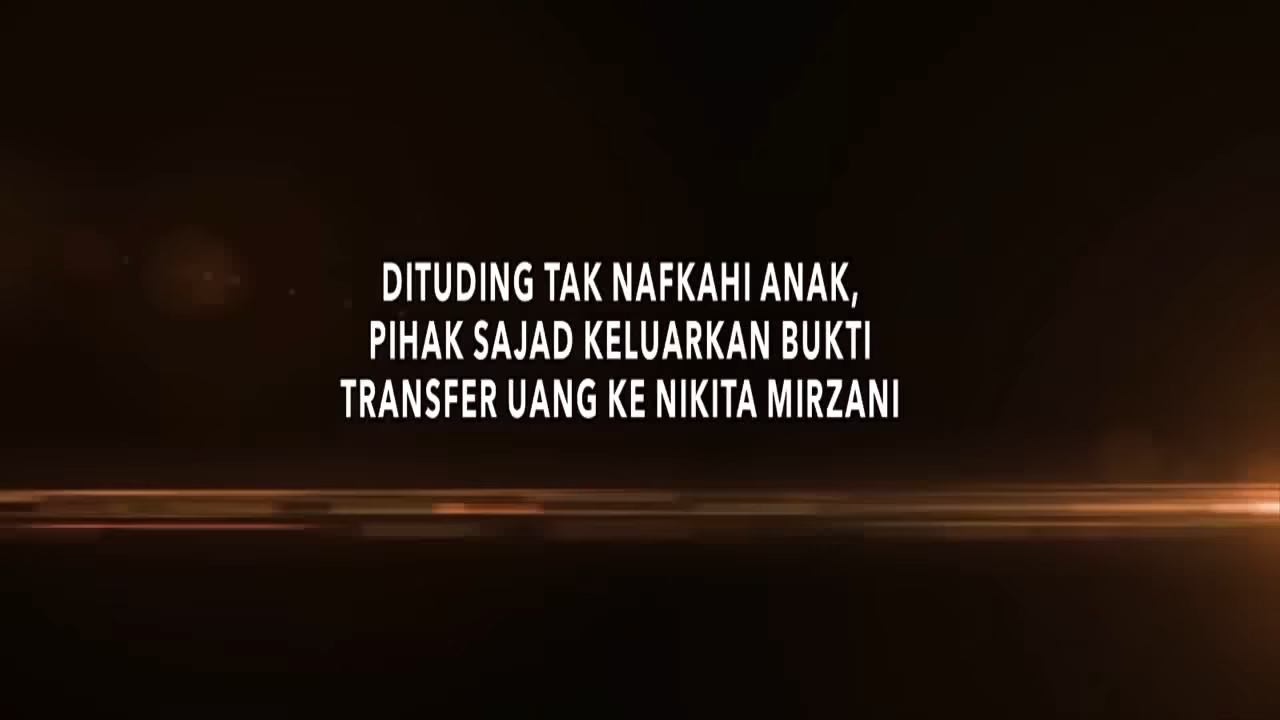 DITUDING TAK NAFKAHI ANAK,
PIHAK SAJAD KELUARKAN BUKTI
TRANSFER UANG KE NIKITA MIRZANI